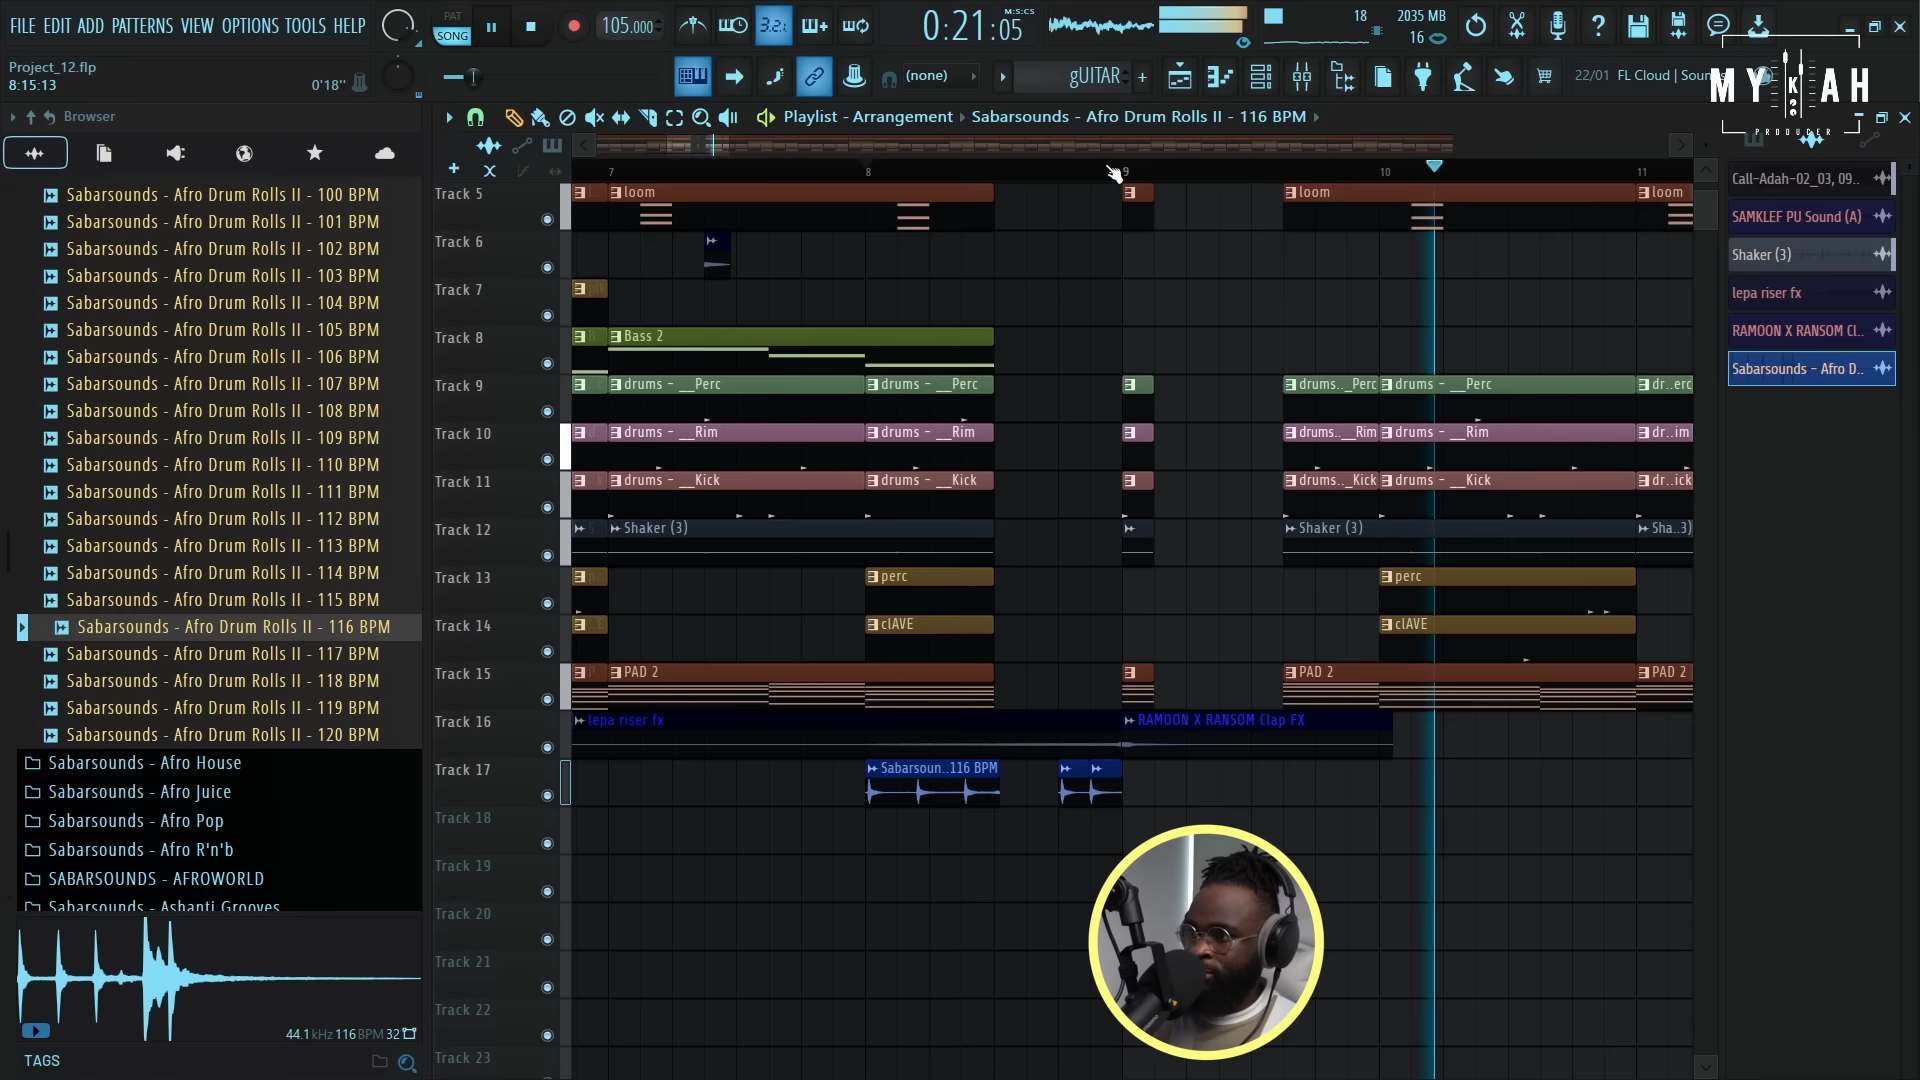 FILE EDIT ADD PATTERNS VIEW OPTIONS TOOLS HELP
PAT
SONG
105.000
3.2.
0:21:05
M:S:CS
18
2035 MB
16
Project_12.flp
8:15:13
0'18"
(none)
gUITAR
22/01 FL Cloud | Soun
MYKAH
PRODUCER
Browser
Playlist - Arrangement
Sabarsounds - Afro Drum Rolls II - 116 BPM
Sabarsounds - Afro Drum Rolls II - 100 BPM
Sabarsounds - Afro Drum Rolls II - 101 BPM
Sabarsounds - Afro Drum Rolls II - 102 BPM
Sabarsounds - Afro Drum Rolls II - 103 BPM
Sabarsounds - Afro Drum Rolls II - 104 BPM
Sabarsounds - Afro Drum Rolls II - 105 BPM
Sabarsounds - Afro Drum Rolls II - 106 BPM
Sabarsounds - Afro Drum Rolls II - 107 BPM
Sabarsounds - Afro Drum Rolls II - 108 BPM
Sabarsounds - Afro Drum Rolls II - 109 BPM
Sabarsounds - Afro Drum Rolls II - 110 BPM
Sabarsounds - Afro Drum Rolls II - 111 BPM
Sabarsounds - Afro Drum Rolls II - 112 BPM
Sabarsounds - Afro Drum Rolls II - 113 BPM
Sabarsounds - Afro Drum Rolls II - 114 BPM
Sabarsounds - Afro Drum Rolls II - 115 BPM
Sabarsounds - Afro Drum Rolls II - 116 BPM
Sabarsounds - Afro Drum Rolls II - 117 BPM
Sabarsounds - Afro Drum Rolls II - 118 BPM
Sabarsounds - Afro Drum Rolls II - 119 BPM
Sabarsounds - Afro Drum Rolls II - 120 BPM
Sabarsounds - Afro House
Sabarsounds - Afro Juice
Sabarsounds - Afro Pop
Sabarsounds - Afro R'n'b
SABARSOUNDS - AFROWORLD
Sabarsounds - Ashanti Grooves
44.1kHz 116 BPM 32
TAGS
7 8 9 10 11
Track 5
loom loom loom
Track 6
Track 7
Track 8
Bass 2
Track 9
drums - __Perc drums - __Perc drums.._Perc drums - __Perc dr..erc
Track 10
drums - __Rim drums - __Rim drums..__Rim drums - __Rim dr..im
Track 11
drums - __Kick drums - __Kick drums.._Kick drums - __Kick dr..ick
Track 12
Shaker (3) Shaker (3) Sha..3)
Track 13
perc perc
Track 14
clAVE clAVE
Track 15
PAD 2 PAD 2 PAD 2
Track 16
lepa riser fx RAMOON X RANSOM Clap FX
Track 17
Sabarsoun..116 BPM
Track 18
Track 19
Track 20
Track 21
Track 22
Track 23
Call-Adah-02_03, 09..
SAMKLEF PU Sound (A)
Shaker (3)
lepa riser fx
RAMOON X RANSOM Cl..
Sabarsounds - Afro D..